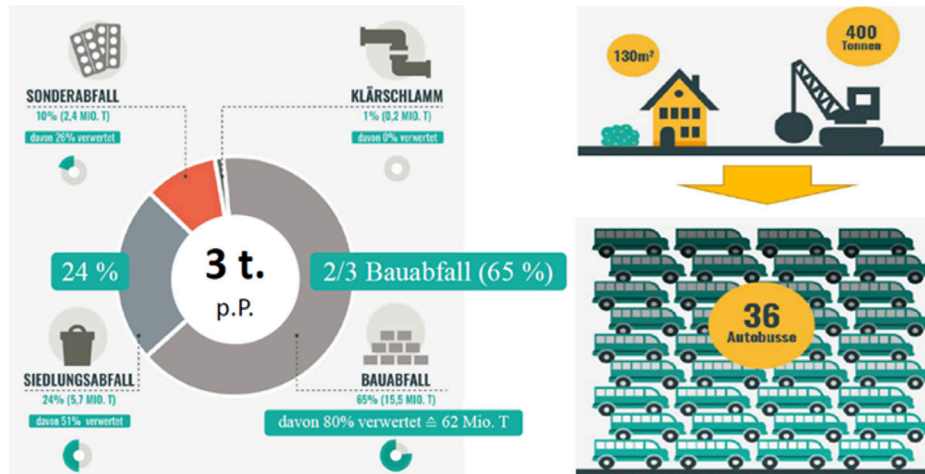 SONDERABFALL
10% (2,4 MIO. T)
davon 26% verwertet
KLÄRSCHLAMM
1% (0,2 MIO. T)
davon 0% verwertet
24 %
3 t.
p.P.
2/3 Bauabfall (65 %)
SIEDLUNGSABFALL
24% (5,7 MIO. T)
davon 51% verwertet
BAUABFALL
65% (15,5 MIO. T)
davon 80% verwertet ≙ 62 Mio. T
130m²
400
Tonnen
36
Autobusse